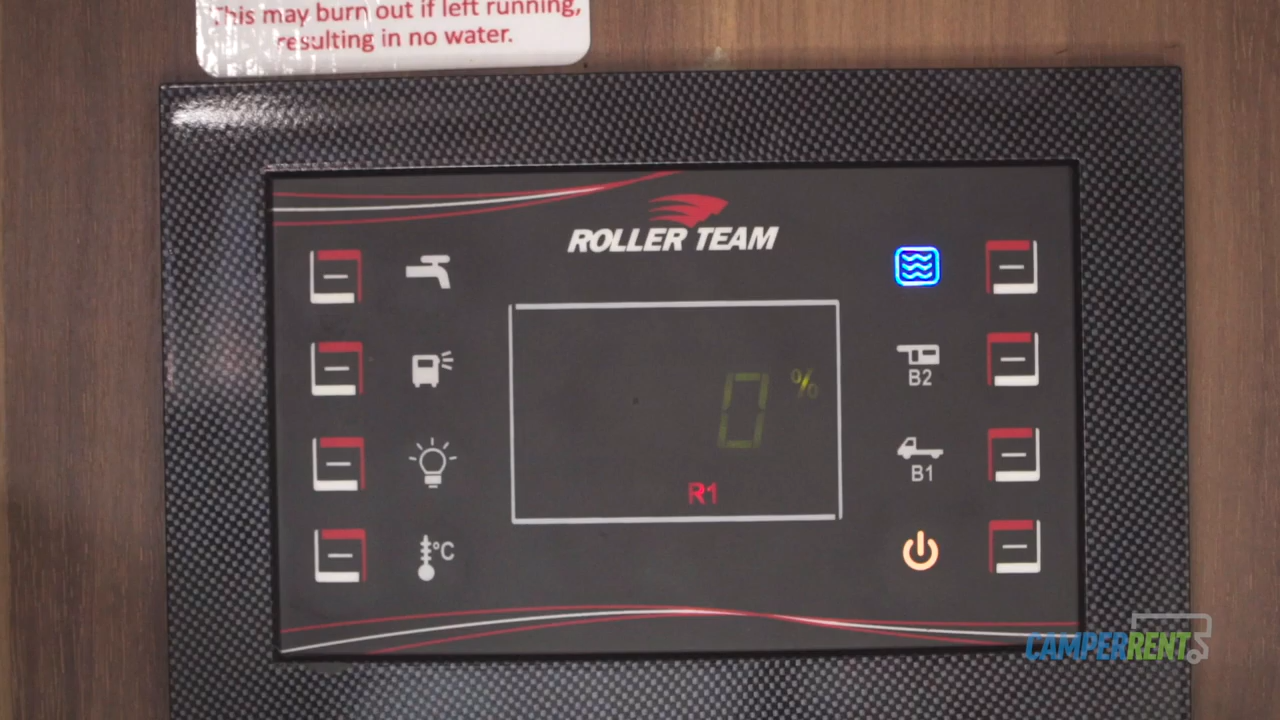 This may burn out if left running,
resulting in no water.
ROLLER TEAM
B2
0 %
B1
R1
°C
CAMPERRENT